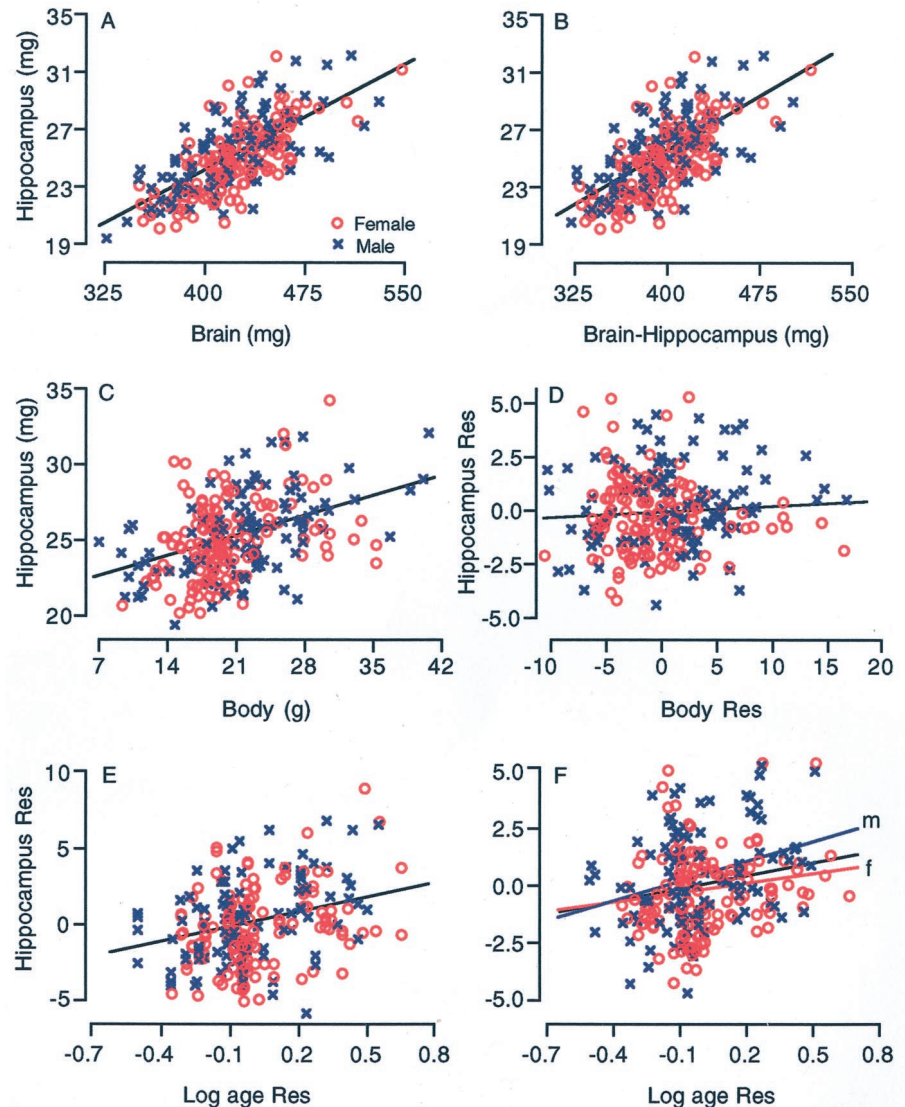 A
Hippocampus (mg)
35
31
27
23
19
Female
Male
325 400 475 550
Brain (mg)
B
Hippocampus (mg)
35
31
27
23
19
325 400 475 550
Brain-Hippocampus (mg)
C
Hippocampus (mg)
35
30
25
20
7 14 21 28 35 42
Body (g)
D
Hippocampus Res
5.0
2.5
0.0
-2.5
-5.0
-10 -5 0 5 10 15 20
Body Res
E
Hippocampus Res
10
5
0
-5
-0.7 -0.4 -0.1 0.2 0.5 0.8
Log age Res
F
5.0
2.5
0.0
-2.5
-5.0
m
f
-0.7 -0.4 -0.1 0.2 0.5 0.8
Log age Res